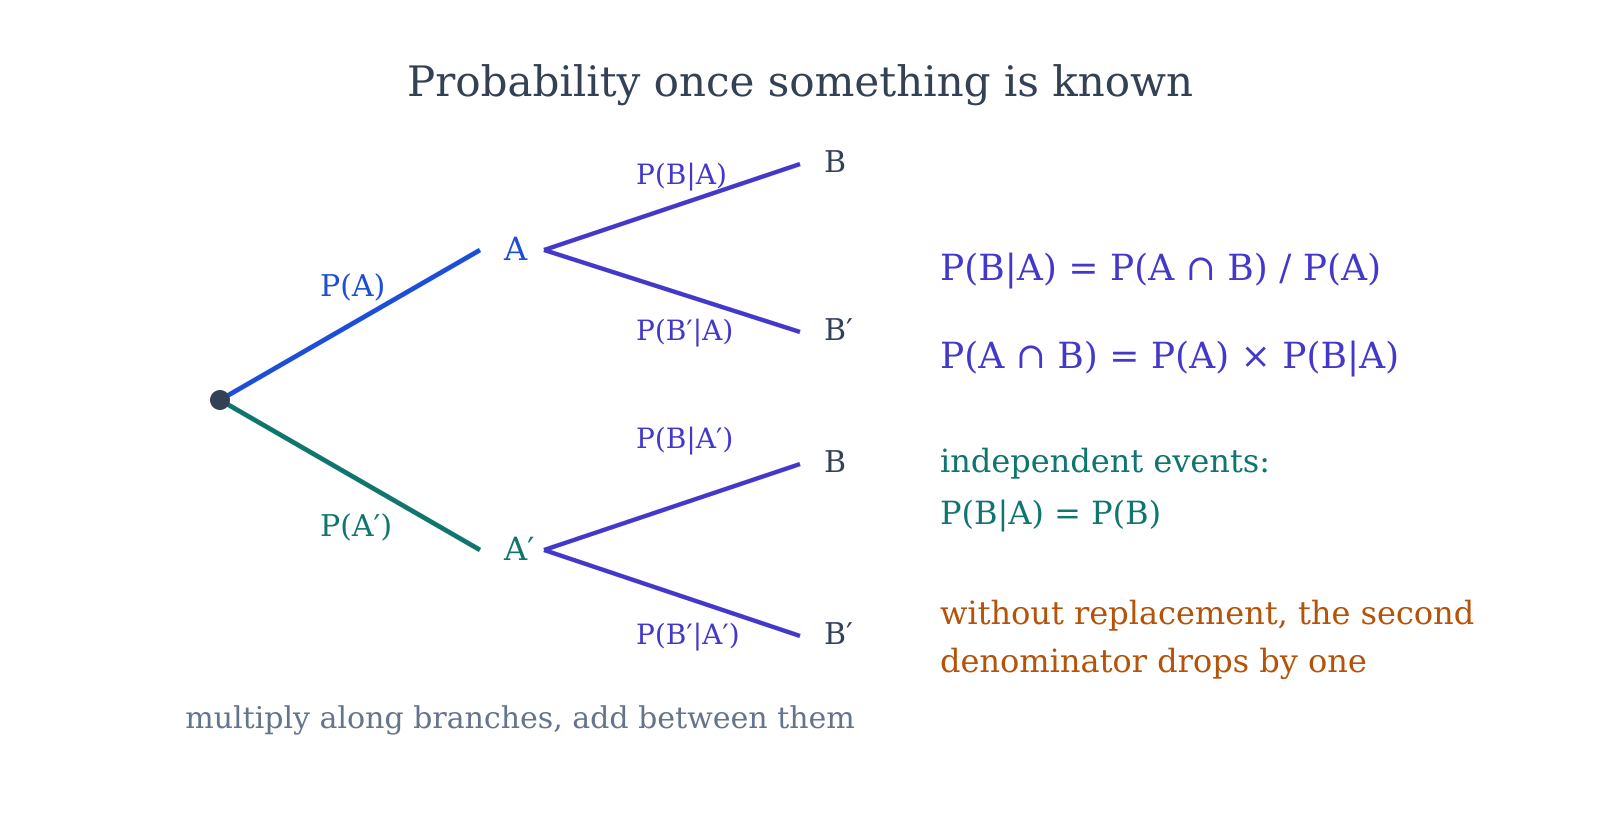 Probability once something is known
P(B|A)
B
P(A)
A
P(B′|A)
B′
P(B|A′)
B
P(A′)
A′
P(B′|A′)
B′
multiply along branches, add between them
P(B|A) = P(A ∩ B) / P(A)
P(A ∩ B) = P(A) × P(B|A)
independent events:
P(B|A) = P(B)
without replacement, the second
denominator drops by one